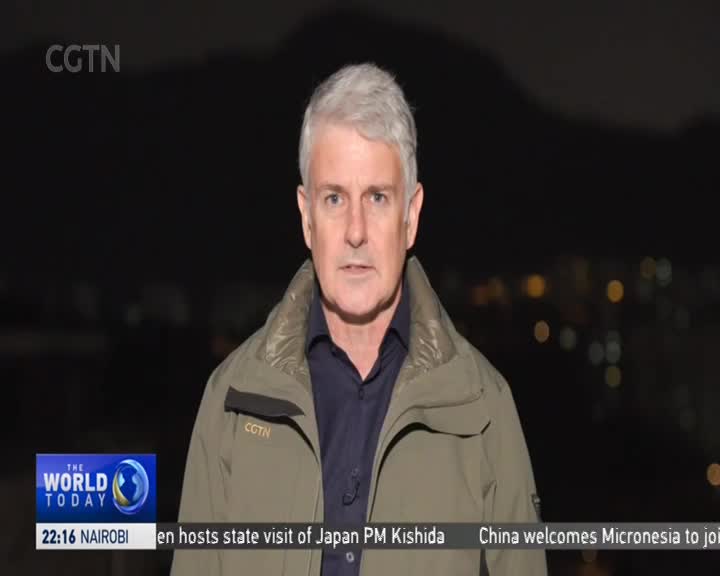 CGTN
CGTN
THE
WORLD
TODAY
22:16 NAIROBI
en hosts state visit of Japan PM Kishida China welcomes Micronesia to joi